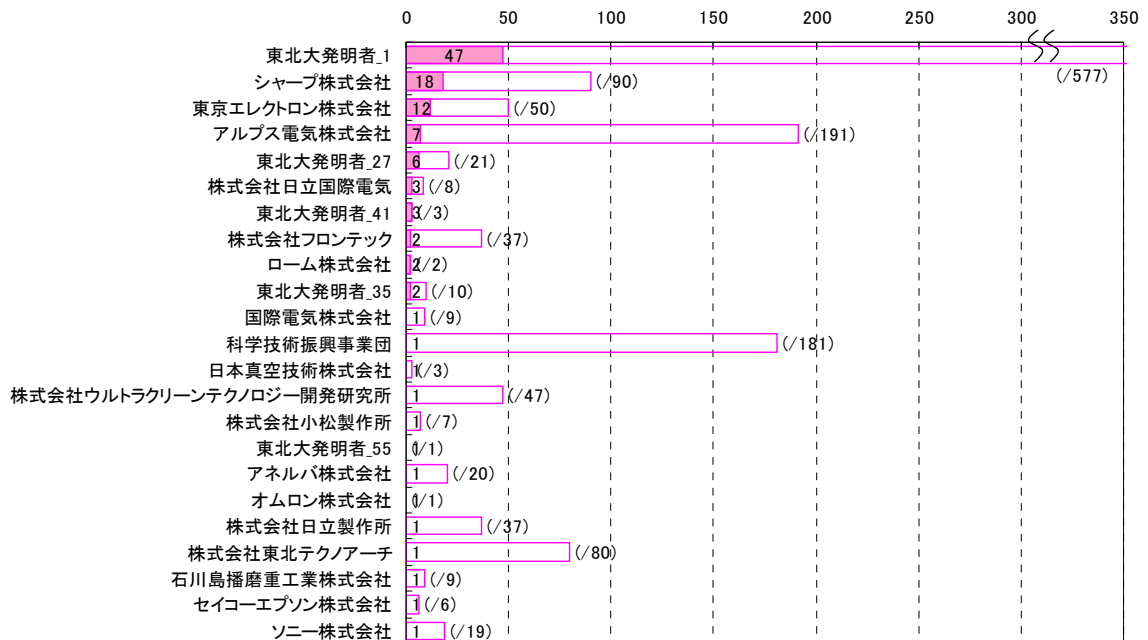 0 50 100 150 200 250 300 350
東北大発明者_1 47 (/577)
シャープ株式会社 18 (/90)
東京エレクトロン株式会社 12 (/50)
アルプス電気株式会社 7 (/191)
東北大発明者_27 6 (/21)
株式会社日立国際電気 3 (/8)
東北大発明者_41 3 (/3)
株式会社フロンテック 2 (/37)
ローム株式会社 2 (/2)
東北大発明者_35 2 (/10)
国際電気株式会社 1 (/9)
科学技術振興事業団 1 (/181)
日本真空技術株式会社 1 (/3)
株式会社ウルトラクリーンテクノロジー開発研究所 1 (/47)
株式会社小松製作所 1 (/7)
東北大発明者_55 1 (/1)
アネルバ株式会社 1 (/20)
オムロン株式会社 1 (/1)
株式会社日立製作所 1 (/37)
株式会社東北テクノアーチ 1 (/80)
石川島播磨重工業株式会社 1 (/9)
セイコーエプソン株式会社 1 (/6)
ソニー株式会社 1 (/19)